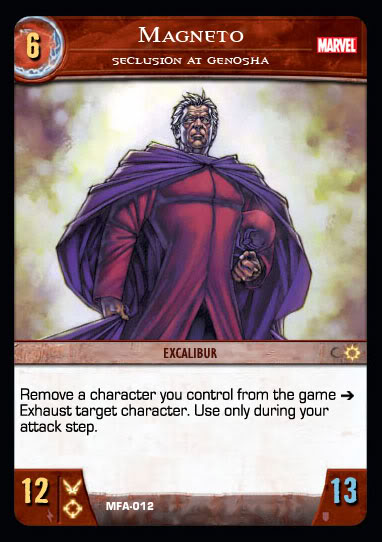 6
MAGNETO
MARVEL
SECLUSION AT GENOSHA
EXCALIBUR
Remove a character you control from the game ➔
Exhaust target character. Use only during your
attack step.
12
MFA-012
13